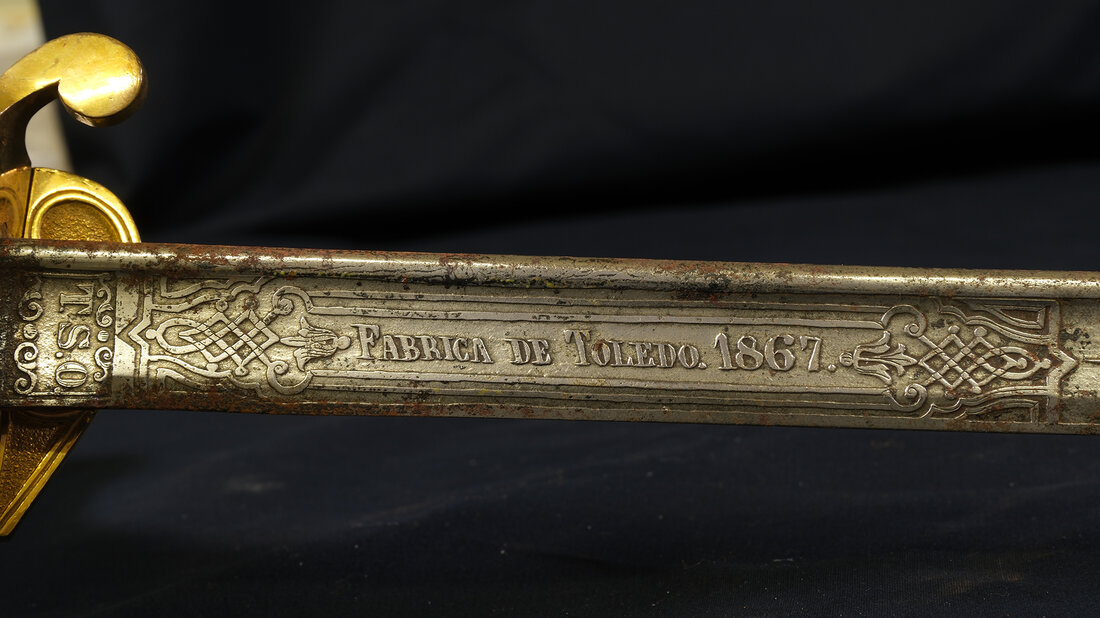 FABRICA DE TOLEDO. 1867.